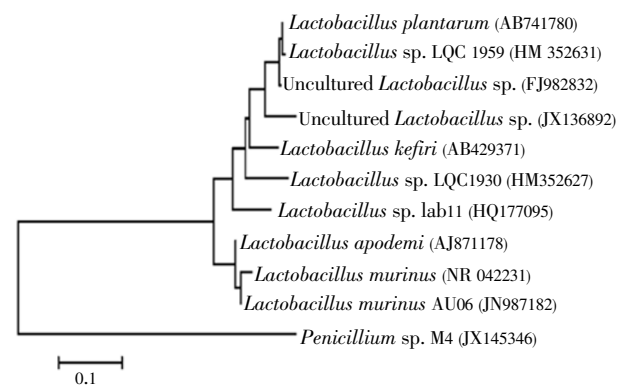 Lactobacillus plantarum (AB741780)
Lactobacillus sp. LQC 1959 (HM 352631)
Uncultured Lactobacillus sp. (FJ982832)
Uncultured Lactobacillus sp. (JX136892)
Lactobacillus kefiri (AB429371)
Lactobacillus sp. LQC1930 (HM352627)
Lactobacillus sp. lab11 (HQ177095)
Lactobacillus apodemi (AJ871178)
Lactobacillus murinus (NR 042231)
Lactobacillus murinus AU06 (JN987182)
Penicillium sp. M4 (JX145346)
0.1